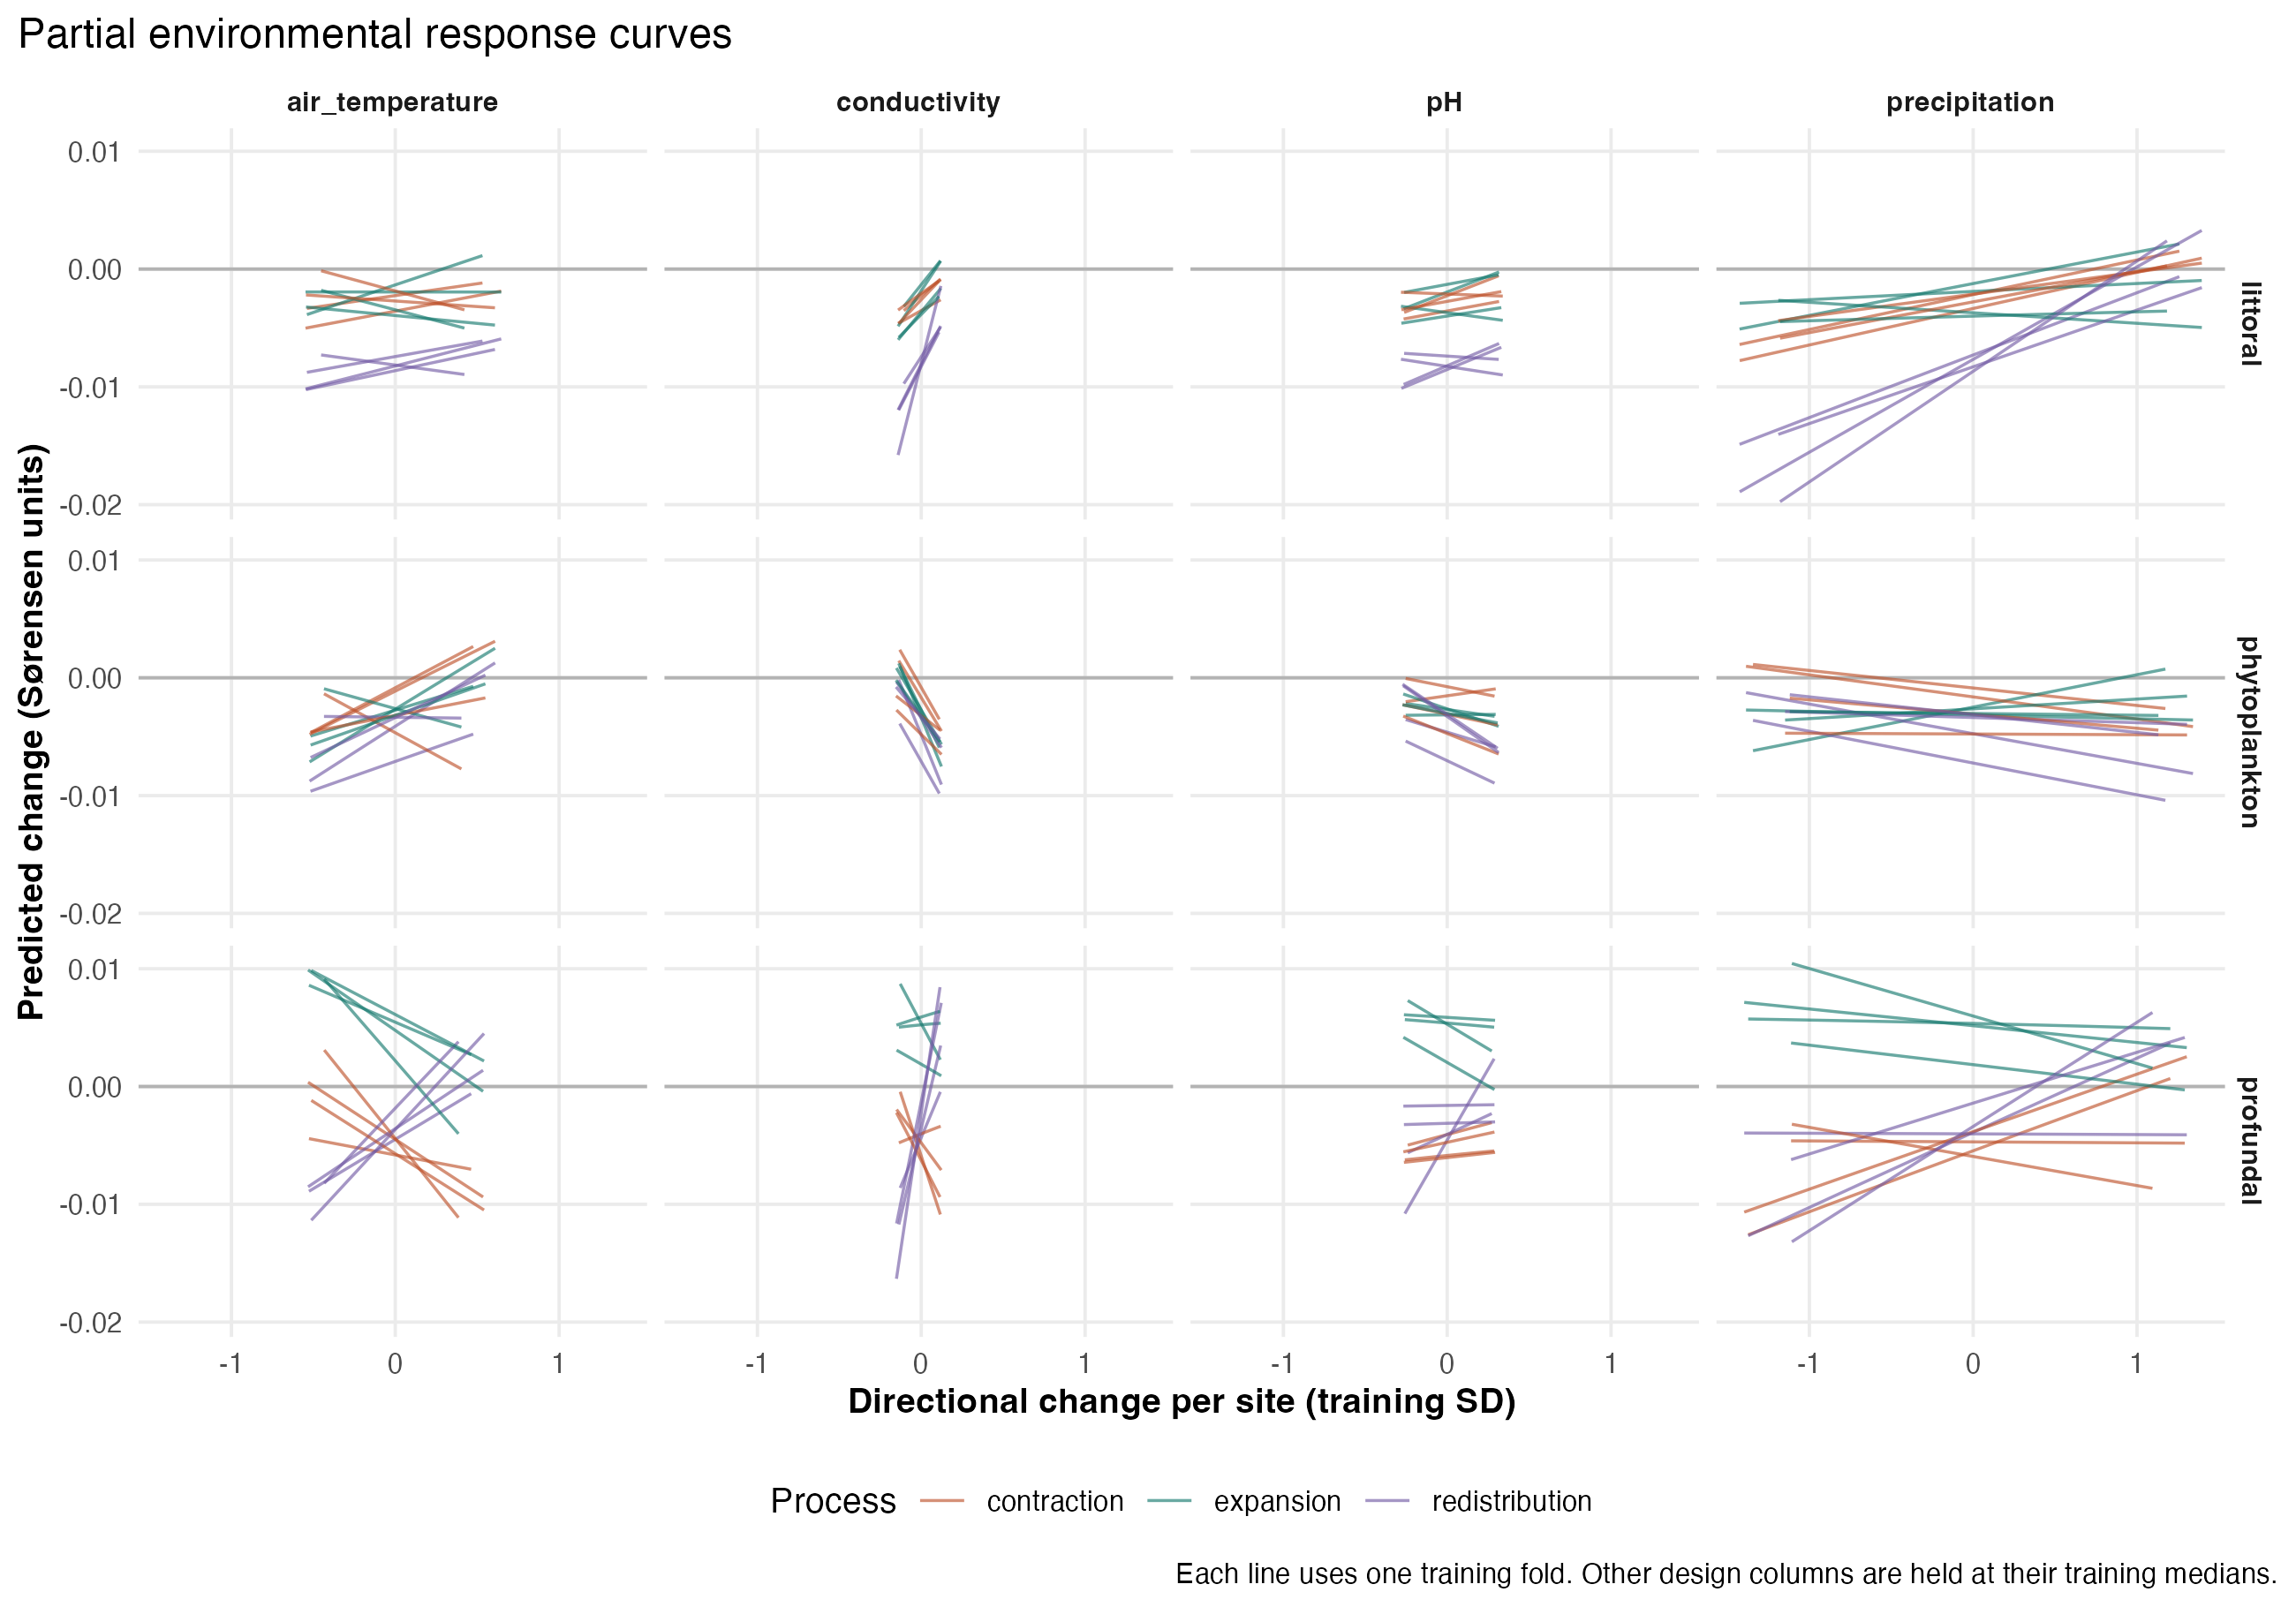 Partial environmental response curves
air_temperature conductivity pH precipitation
Predicted change (Sørensen units)
0.01
0.00
-0.01
-0.02
littoral
0.01
0.00
-0.01
-0.02
phytoplankton
0.01
0.00
-0.01
-0.02
profundal
-1 0 1 -1 0 1 -1 0 1 -1 0 1
Directional change per site (training SD)
Process contraction expansion redistribution
Each line uses one training fold. Other design columns are held at their training medians.